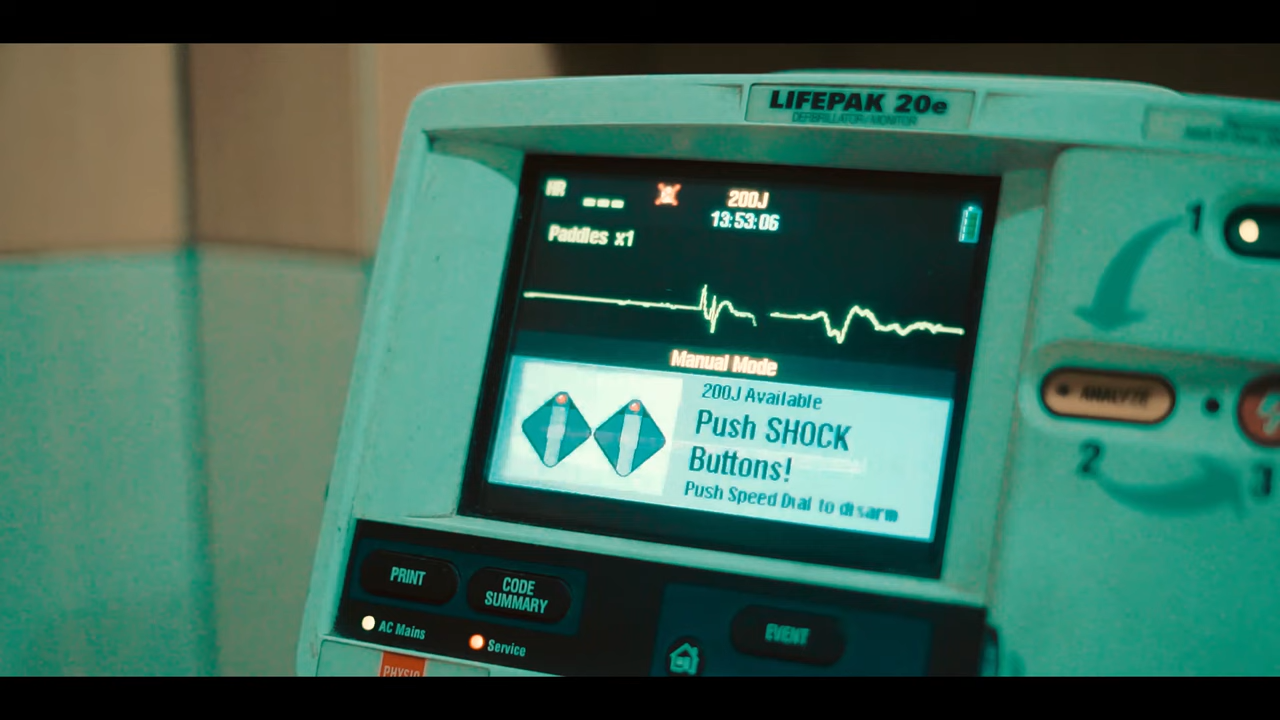 LIFEPAK 20e
DEFIBRILLATOR/MONITOR
HR ---
200J
13:53:06
Paddles x1
Manual Mode
200J Available
Push SHOCK
Buttons!
Push Speed Dial to disarm
1
ANALYZE
2
3
PRINT
CODE
SUMMARY
EVENT
AC Mains
Service
PHYSIO